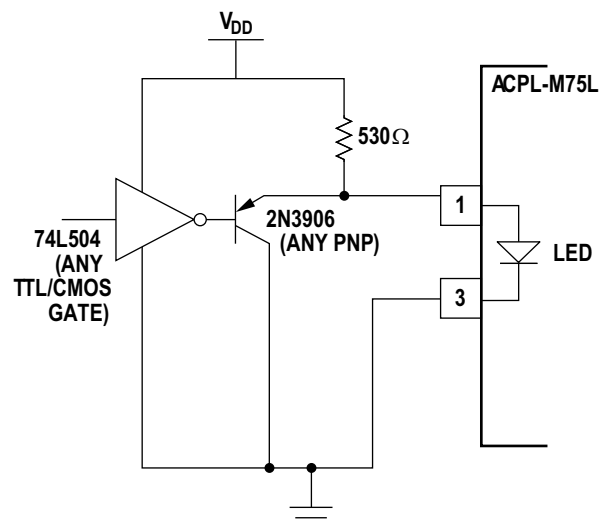 VDD
ACPL-M75L
530Ω
1
2N3906
(ANY PNP)
74L504
(ANY
TTL/CMOS
GATE)
LED
3